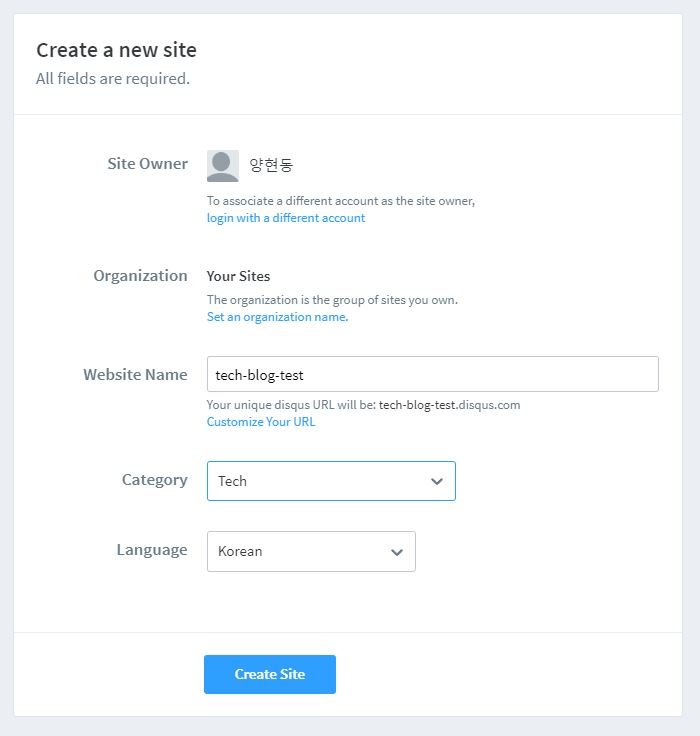 Create a new site
All fields are required.
Site Owner
양현동
To associate a different account as the site owner,
login with a different account
Organization
Your Sites
The organization is the group of sites you own.
Set an organization name.
Website Name
tech-blog-test
Your unique disqus URL will be: tech-blog-test.disqus.com
Customize Your URL
Category
Tech
Language
Korean
Create Site